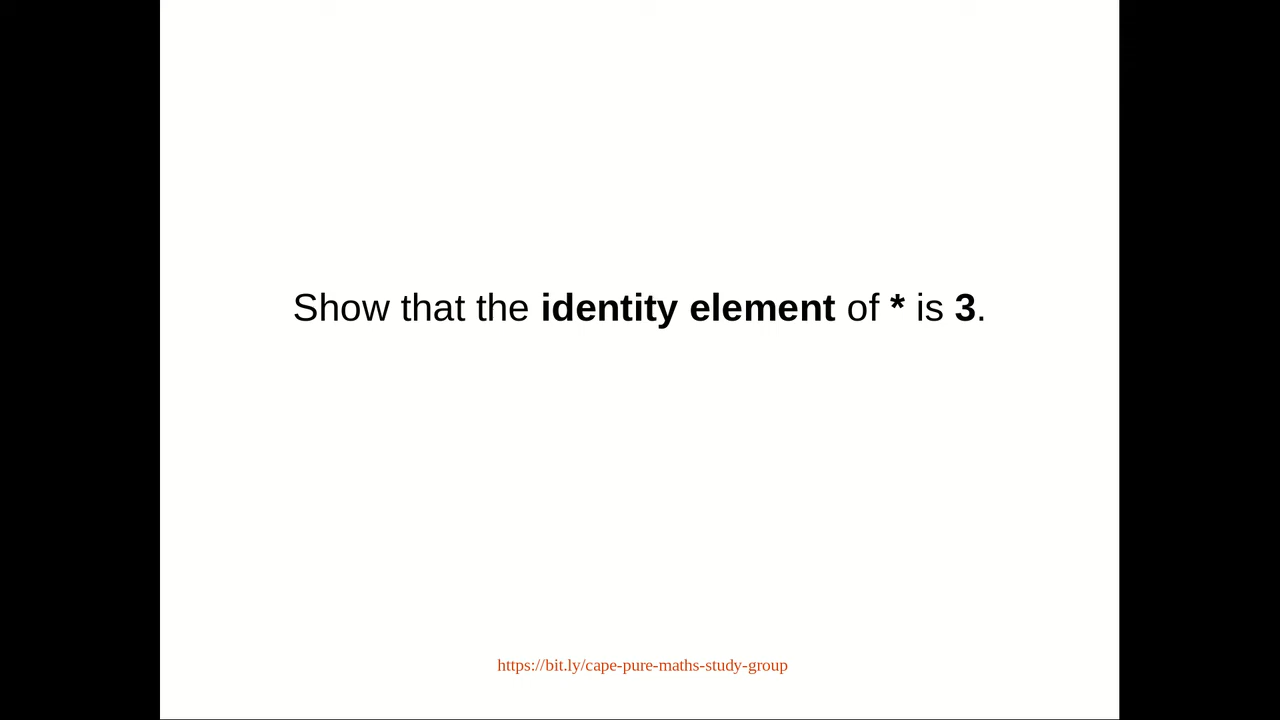 Show that the identity element of * is 3.
https://bit.ly/cape-pure-maths-study-group